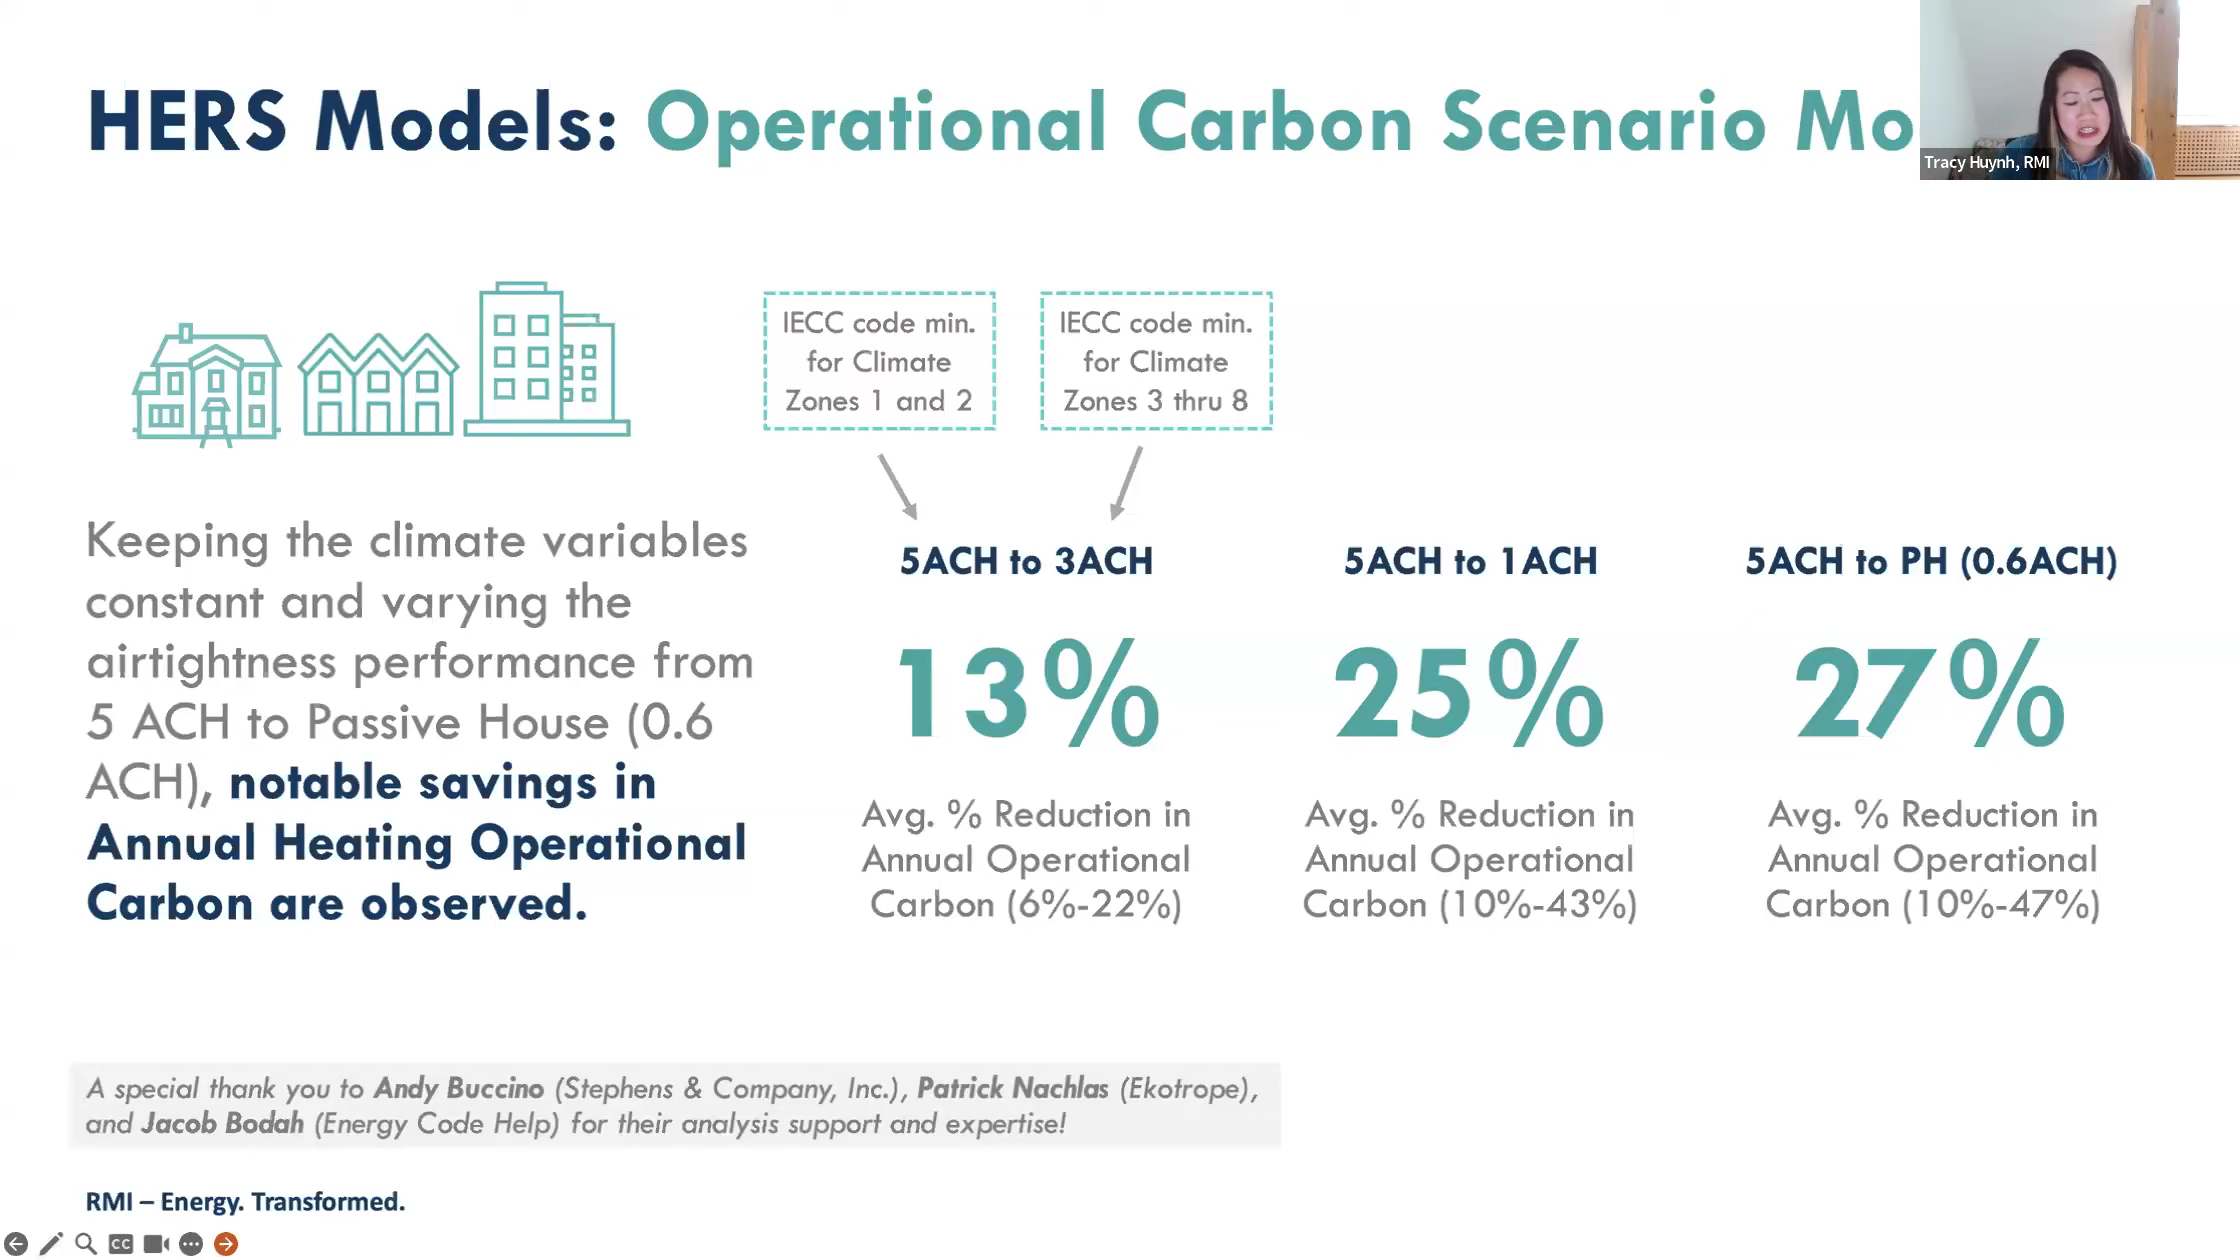 HERS Models: Operational Carbon Scenario Mo
Tracy Huynh, RMI
IECC code min.
for Climate
Zones 1 and 2
IECC code min.
for Climate
Zones 3 thru 8
Keeping the climate variables
constant and varying the
airtightness performance from
5 ACH to Passive House (0.6
ACH), notable savings in
Annual Heating Operational
Carbon are observed.
5ACH to 3ACH
13%
Avg. % Reduction in
Annual Operational
Carbon (6%-22%)
5ACH to 1ACH
25%
Avg. % Reduction in
Annual Operational
Carbon (10%-43%)
5ACH to PH (0.6ACH)
27%
Avg. % Reduction in
Annual Operational
Carbon (10%-47%)
A special thank you to Andy Buccino (Stephens & Company, Inc.), Patrick Nachlas (Ekotrope),
and Jacob Bodah (Energy Code Help) for their analysis support and expertise!
RMI – Energy. Transformed.
CC